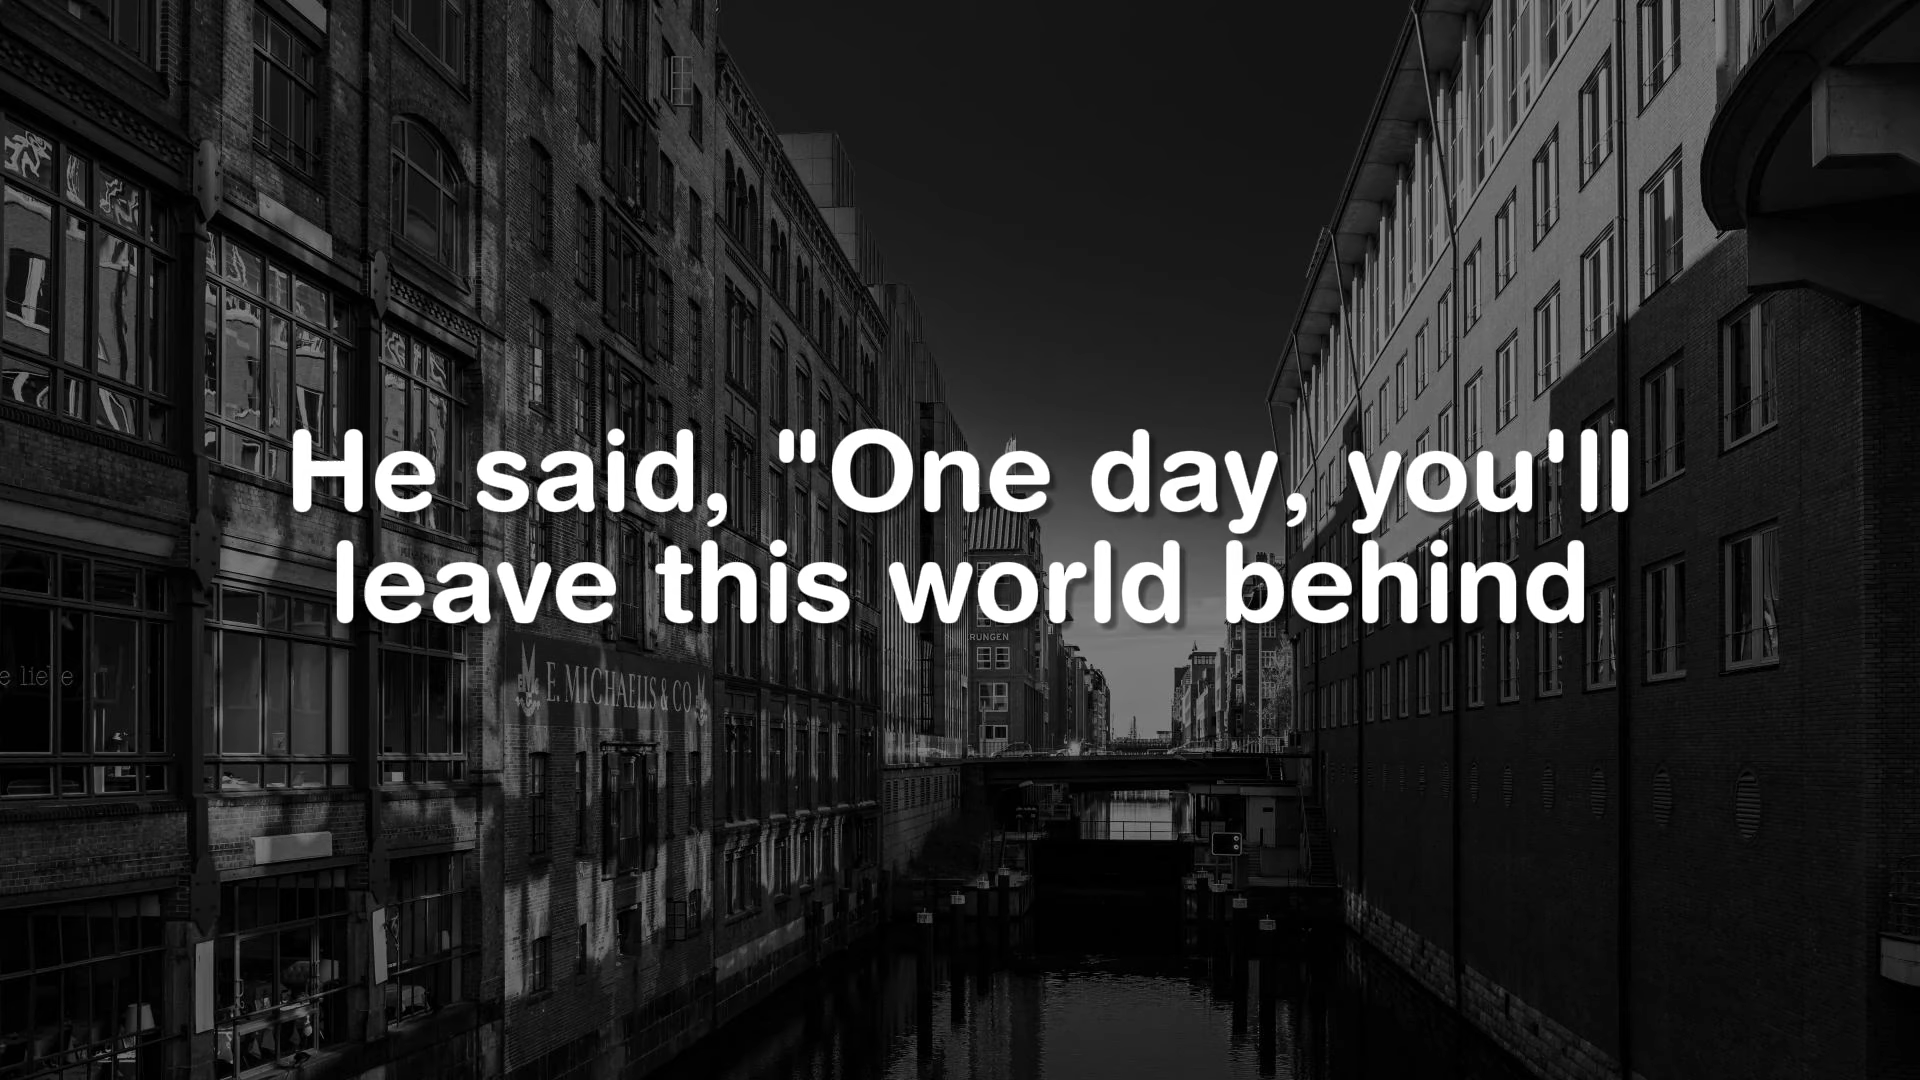 He said, "One day, you'll
leave this world behind
RUNGEN
E. MICHAELIS & CO.